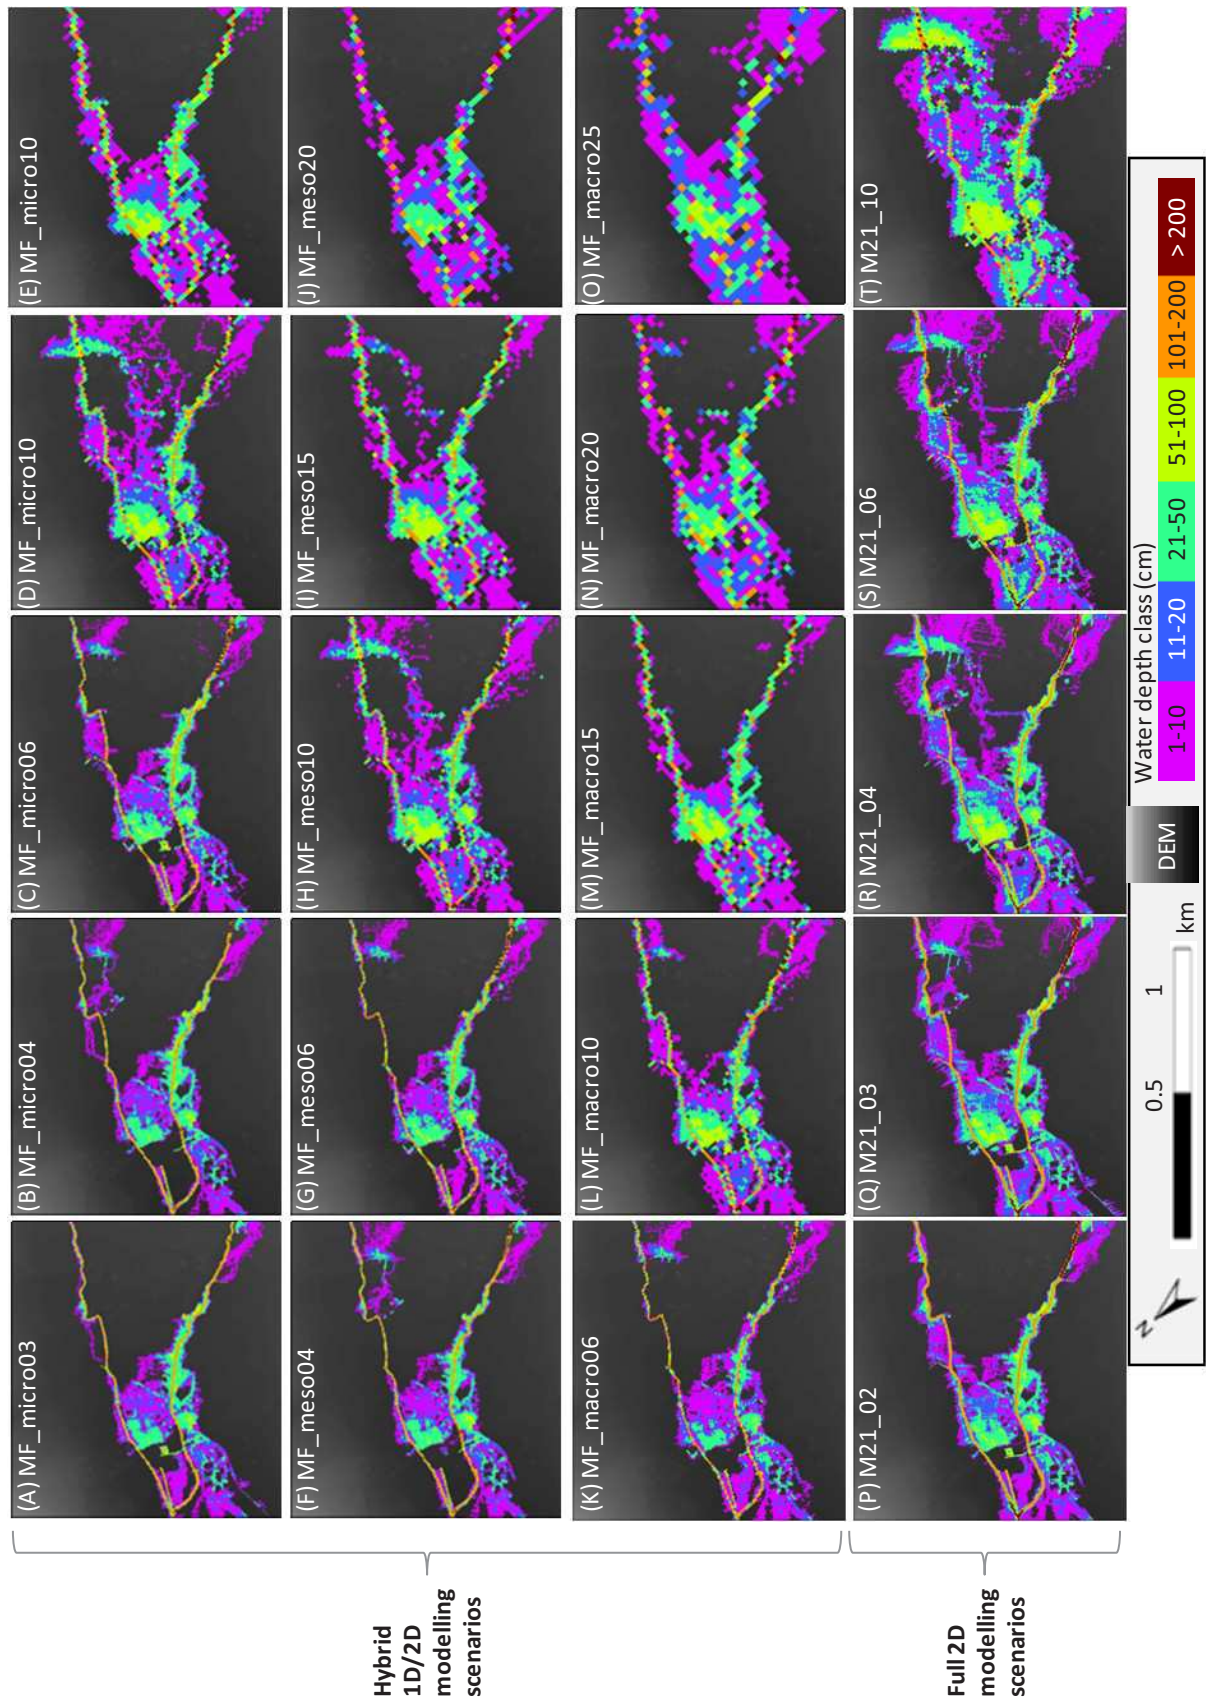 Hybrid
1D/2D
modelling
scenarios
(A) MF_micro03
(B) MF_micro04
(C) MF_micro06
(D) MF_micro10
(E) MF_micro10
(F) MF_meso04
(G) MF_meso06
(H) MF_meso10
(I) MF_meso15
(J) MF_meso20
(K) MF_macro06
(L) MF_macro10
(M) MF_macro15
(N) MF_macro20
(O) MF_macro25
Full 2D
modelling
scenarios
(P) M21_02
(Q) M21_03
(R) M21_04
(S) M21_06
(T) M21_10
N
0.5
1
km
DEM
Water depth class (cm)
1-10
11-20
21-50
51-100
101-200
> 200